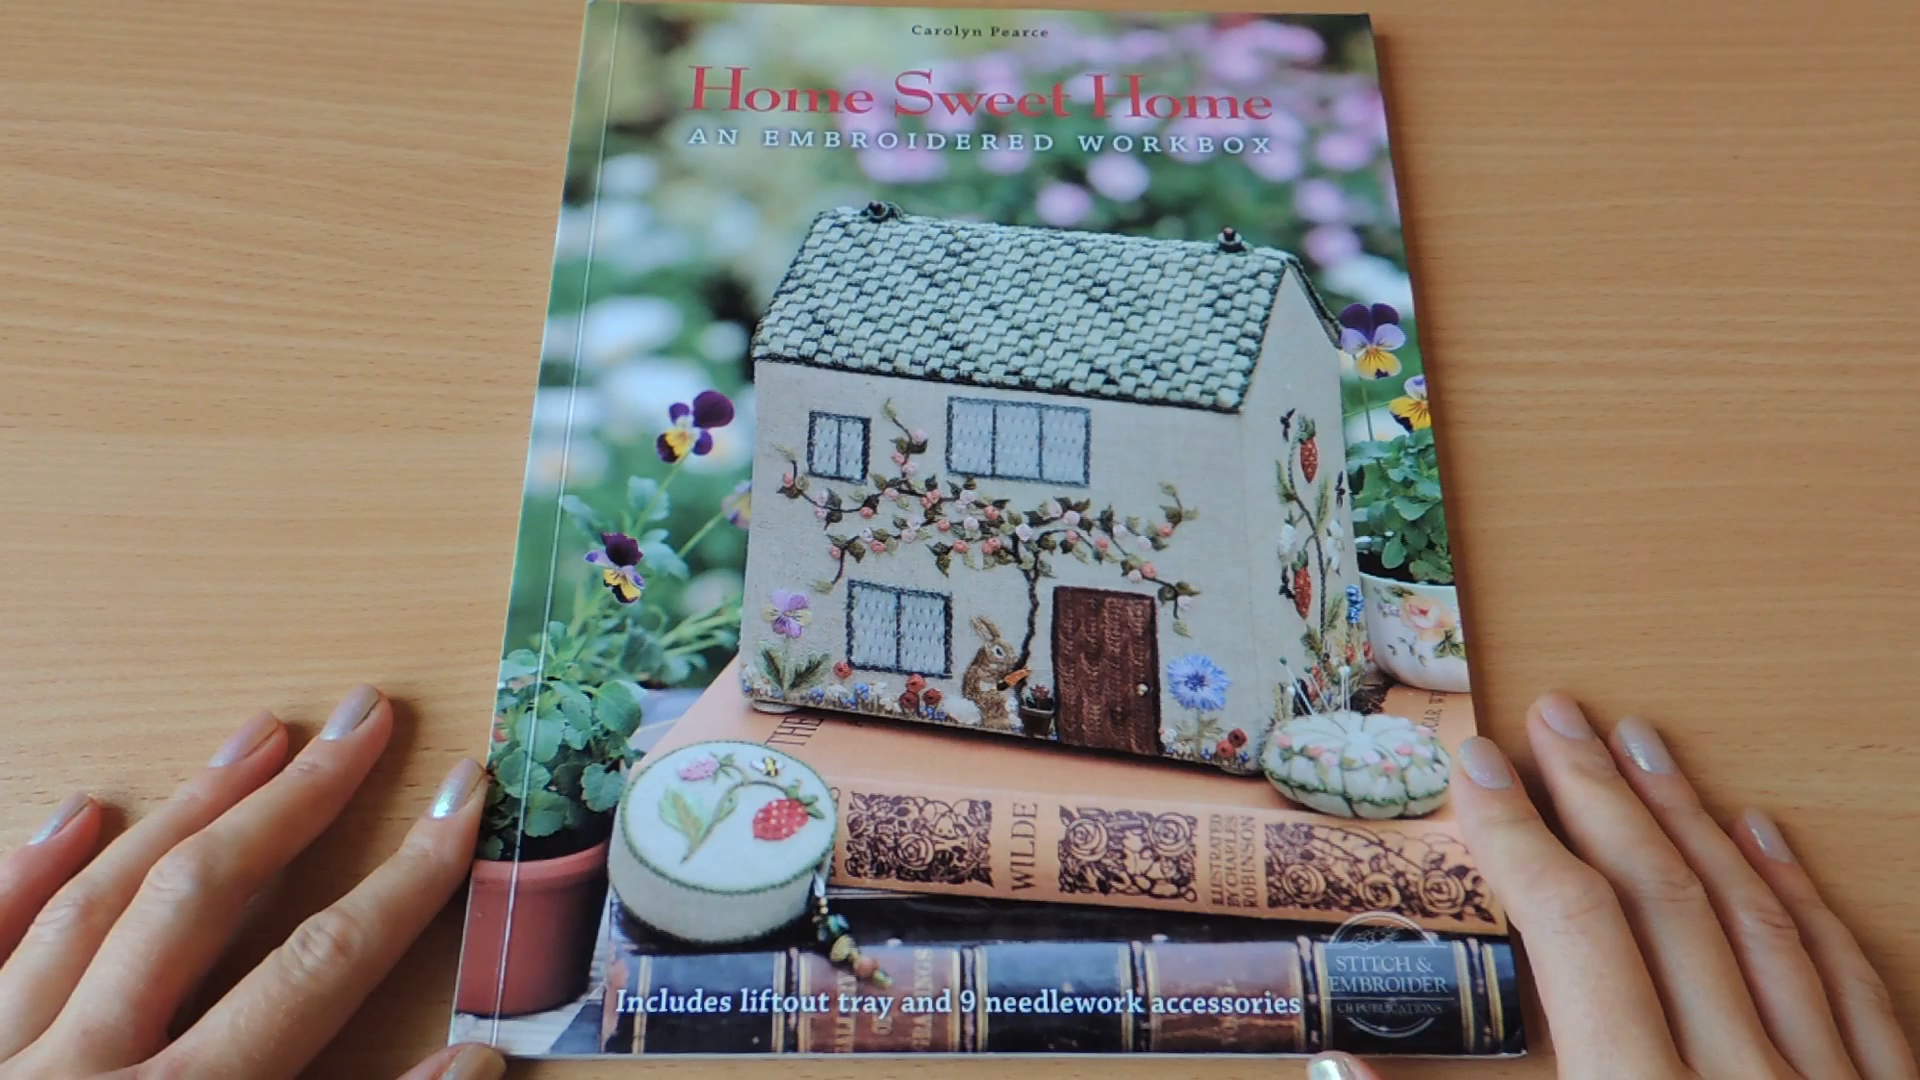 Carolyn Pearce
Home Sweet Home
AN EMBROIDERED WORKBOX
THE
WILDE
ILLUSTRATED
BY CHARLES
ROBINSON
STITCH &
EMBROIDER
CB PUBLICATIONS
Includes liftout tray and 9 needlework accessories